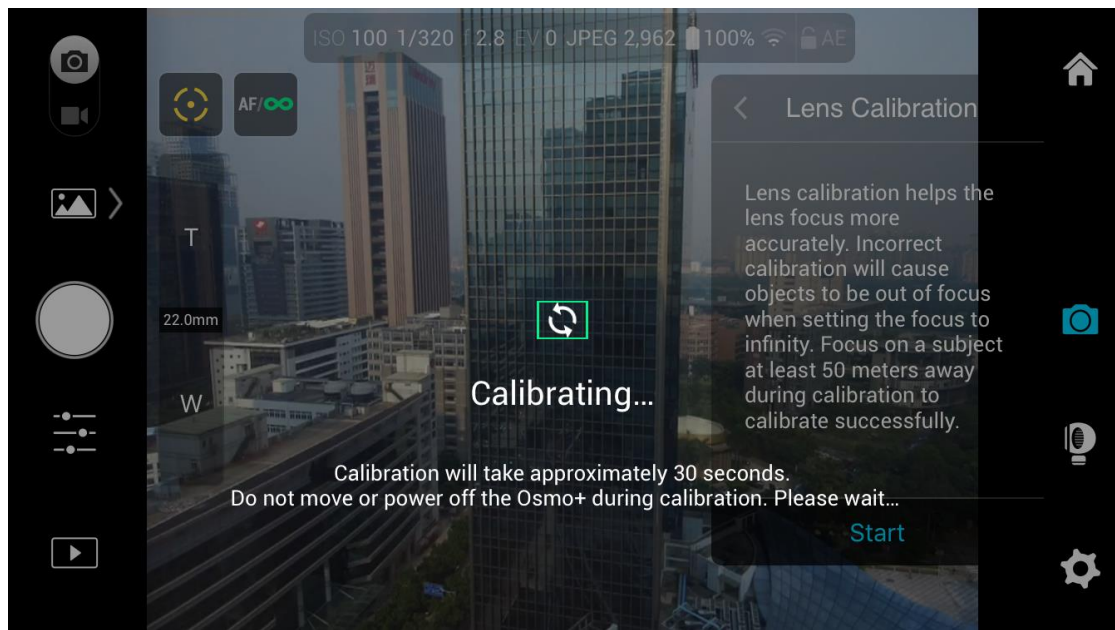 ISO 100 1/320 f 2.8 EV 0 JPEG 2,962 100% AE
AF/∞
Lens Calibration
Lens calibration helps the
lens focus more
accurately. Incorrect
calibration will cause
objects to be out of focus
when setting the focus to
infinity. Focus on a subject
at least 50 meters away
during calibration to
calibrate successfully.
T
22.0mm
W
Calibrating...
Calibration will take approximately 30 seconds.
Do not move or power off the Osmo+ during calibration. Please wait...
Start